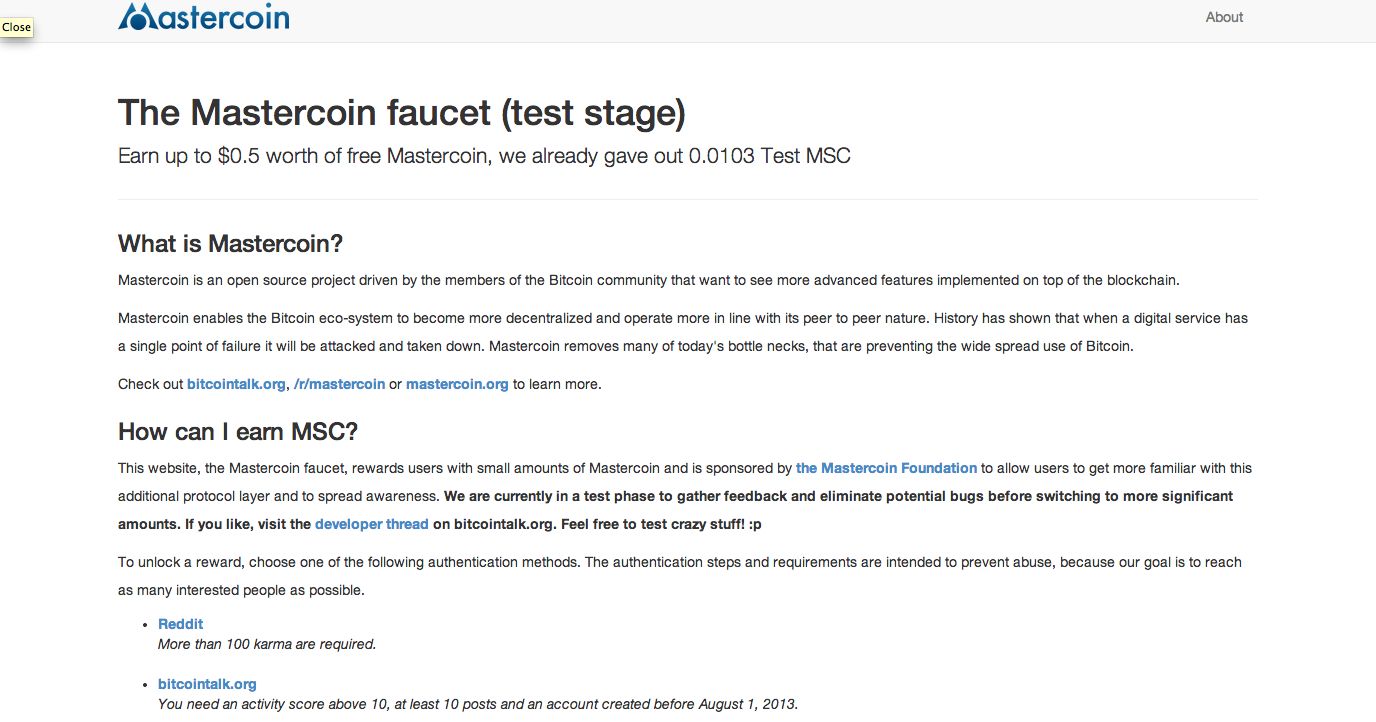 Close
Mastercoin
About
The Mastercoin faucet (test stage)
Earn up to $0.5 worth of free Mastercoin, we already gave out 0.0103 Test MSC
What is Mastercoin?
Mastercoin is an open source project driven by the members of the Bitcoin community that want to see more advanced features implemented on top of the blockchain.
Mastercoin enables the Bitcoin eco-system to become more decentralized and operate more in line with its peer to peer nature. History has shown that when a digital service has
a single point of failure it will be attacked and taken down. Mastercoin removes many of today's bottle necks, that are preventing the wide spread use of Bitcoin.
Check out bitcointalk.org, /r/mastercoin or mastercoin.org to learn more.
How can I earn MSC?
This website, the Mastercoin faucet, rewards users with small amounts of Mastercoin and is sponsored by the Mastercoin Foundation to allow users to get more familiar with this
additional protocol layer and to spread awareness. We are currently in a test phase to gather feedback and eliminate potential bugs before switching to more significant
amounts. If you like, visit the developer thread on bitcointalk.org. Feel free to test crazy stuff! :p
To unlock a reward, choose one of the following authentication methods. The authentication steps and requirements are intended to prevent abuse, because our goal is to reach
as many interested people as possible.
• Reddit
More than 100 karma are required.
• bitcointalk.org
You need an activity score above 10, at least 10 posts and an account created before August 1, 2013.